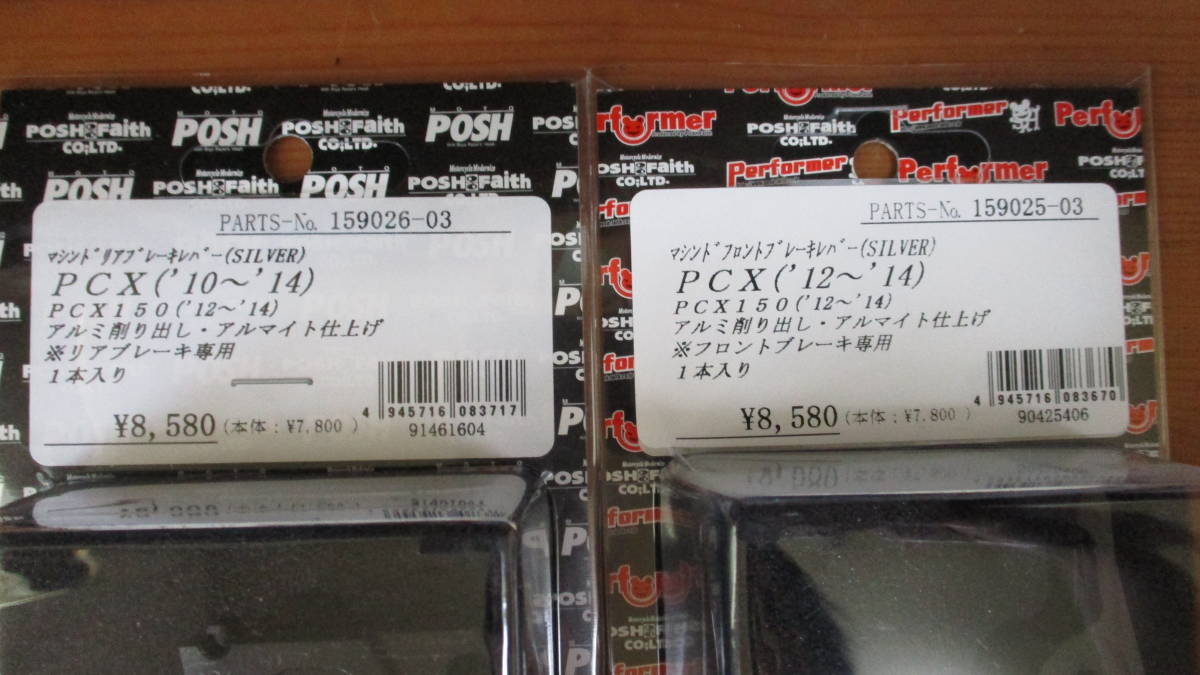 Motorcycle Modernize
POSH Faith
CO;LTD.
MOTO
POSH
Performer
PARTS-No. 159026-03
マシンドリアブレーキレバー(SILVER)
PCX('10～'14)
PCX150('12～'14)
アルミ削り出し・アルマイト仕上げ
※リアブレーキ専用
1本入り
¥8,580(本体:¥7,800 )
4 945716 083717
91461604
PARTS-No. 159025-03
マシンドフロントブレーキレバー(SILVER)
PCX('12～'14)
PCX150('12～'14)
アルミ削り出し・アルマイト仕上げ
※フロントブレーキ専用
1本入り
¥8,580(本体:¥7,800 )
4 945716 083670
90425406